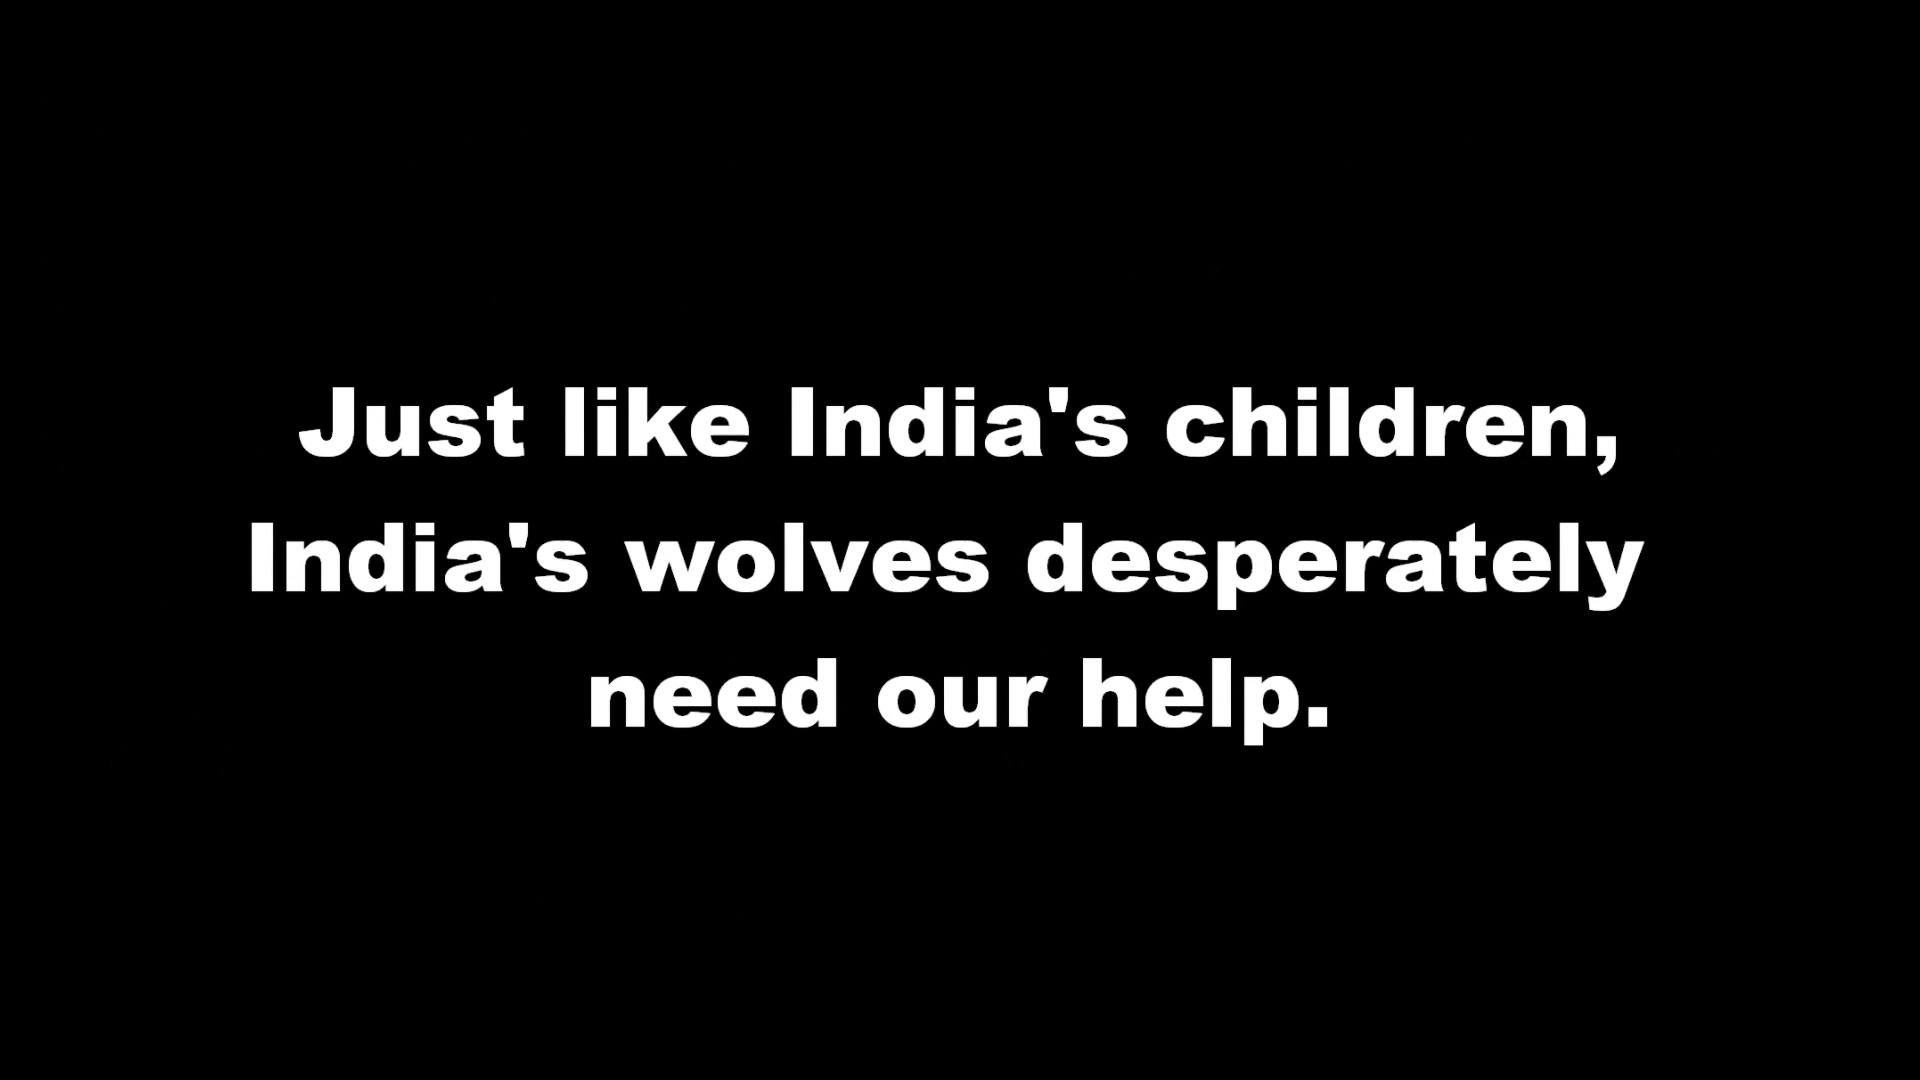 Just like India's children,
India's wolves desperately
need our help.